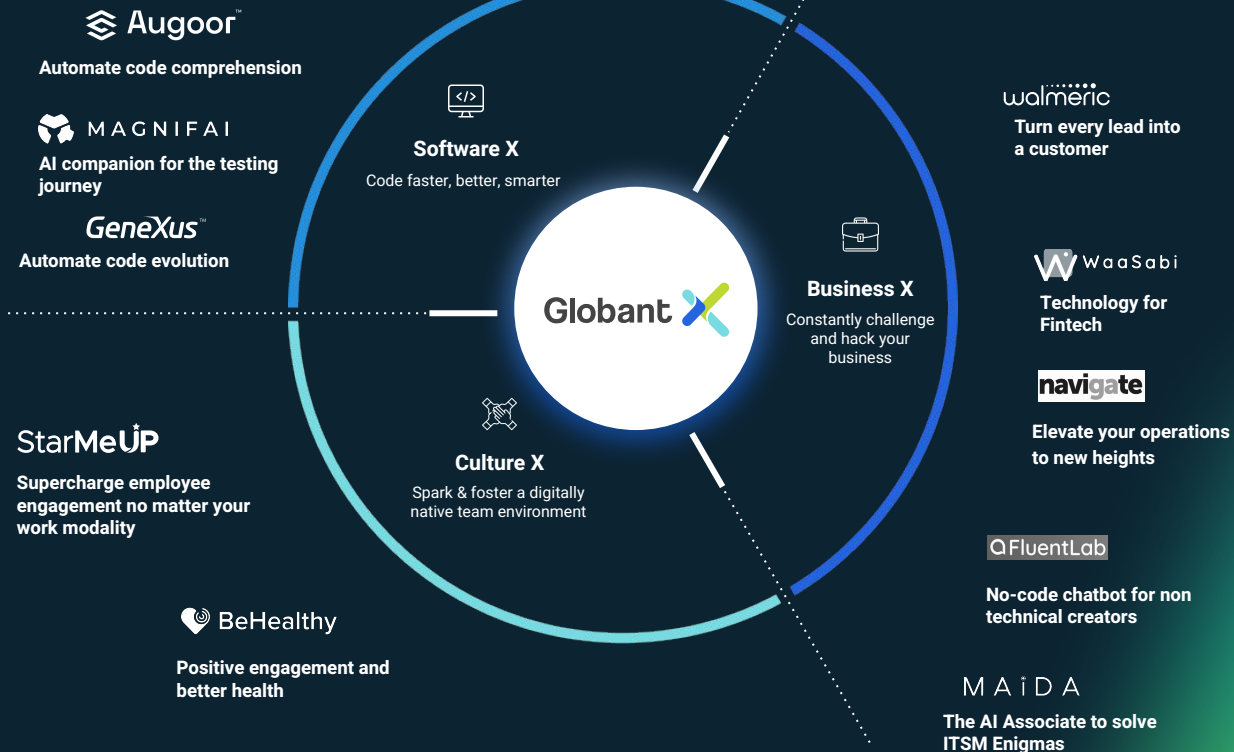 Augoor™
Automate code comprehension
MAGNIFAI
AI companion for the testing
journey
GeneXus™
Automate code evolution
</>
Software X
Code faster, better, smarter
Globant
Business X
Constantly challenge
and hack your
business
Culture X
Spark & foster a digitally
native team environment
StarMeUP
Supercharge employee
engagement no matter your
work modality
BeHealthy
Positive engagement and
better health
walmeric
Turn every lead into
a customer
WaaSabi
Technology for
Fintech
navigate
Elevate your operations
to new heights
FluentLab
No-code chatbot for non
technical creators
MAiDA
The AI Associate to solve
ITSM Enigmas